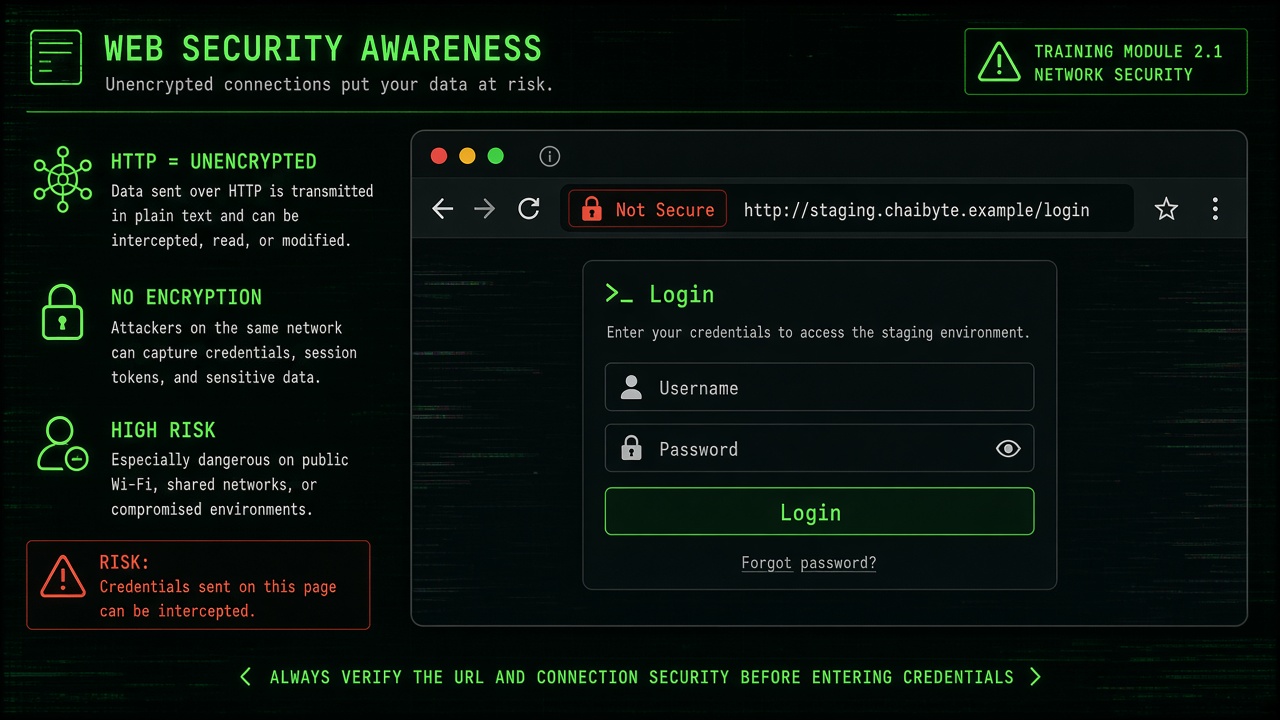 WEB SECURITY AWARENESS
Unencrypted connections put your data at risk.
TRAINING MODULE 2.1
NETWORK SECURITY
HTTP = UNENCRYPTED
Data sent over HTTP is transmitted
in plain text and can be
intercepted, read, or modified.
NO ENCRYPTION
Attackers on the same network
can capture credentials, session
tokens, and sensitive data.
HIGH RISK
Especially dangerous on public
Wi-Fi, shared networks, or
compromised environments.
RISK:
Credentials sent on this page
can be intercepted.
Not Secure http://staging.chaibyte.example/login
>_ Login
Enter your credentials to access the staging environment.
Username
Password
Login
Forgot password?
< ALWAYS VERIFY THE URL AND CONNECTION SECURITY BEFORE ENTERING CREDENTIALS >